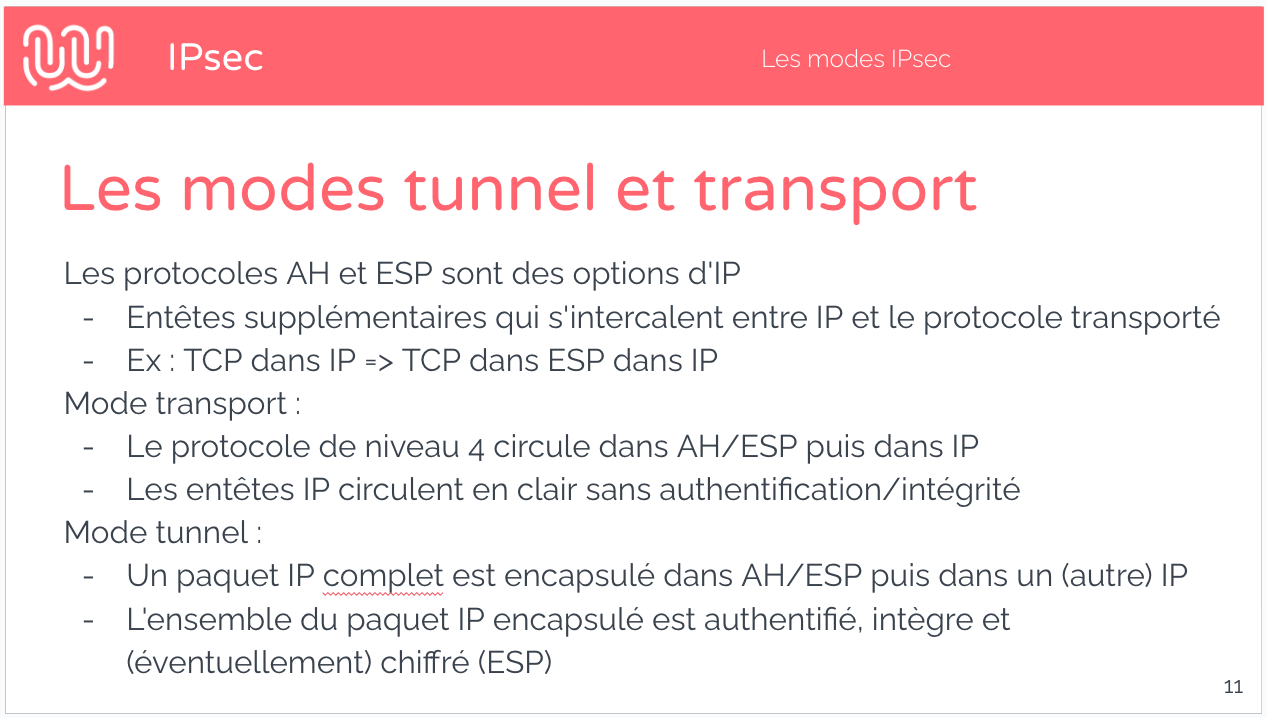 IPsec
Les modes IPsec
Les modes tunnel et transport
Les protocoles AH et ESP sont des options d'IP
- Entêtes supplémentaires qui s'intercalent entre IP et le protocole transporté
- Ex : TCP dans IP => TCP dans ESP dans IP
Mode transport :
- Le protocole de niveau 4 circule dans AH/ESP puis dans IP
- Les entêtes IP circulent en clair sans authentification/intégrité
Mode tunnel :
- Un paquet IP complet est encapsulé dans AH/ESP puis dans un (autre) IP
- L'ensemble du paquet IP encapsulé est authentifié, intègre et
(éventuellement) chiffré (ESP)
11